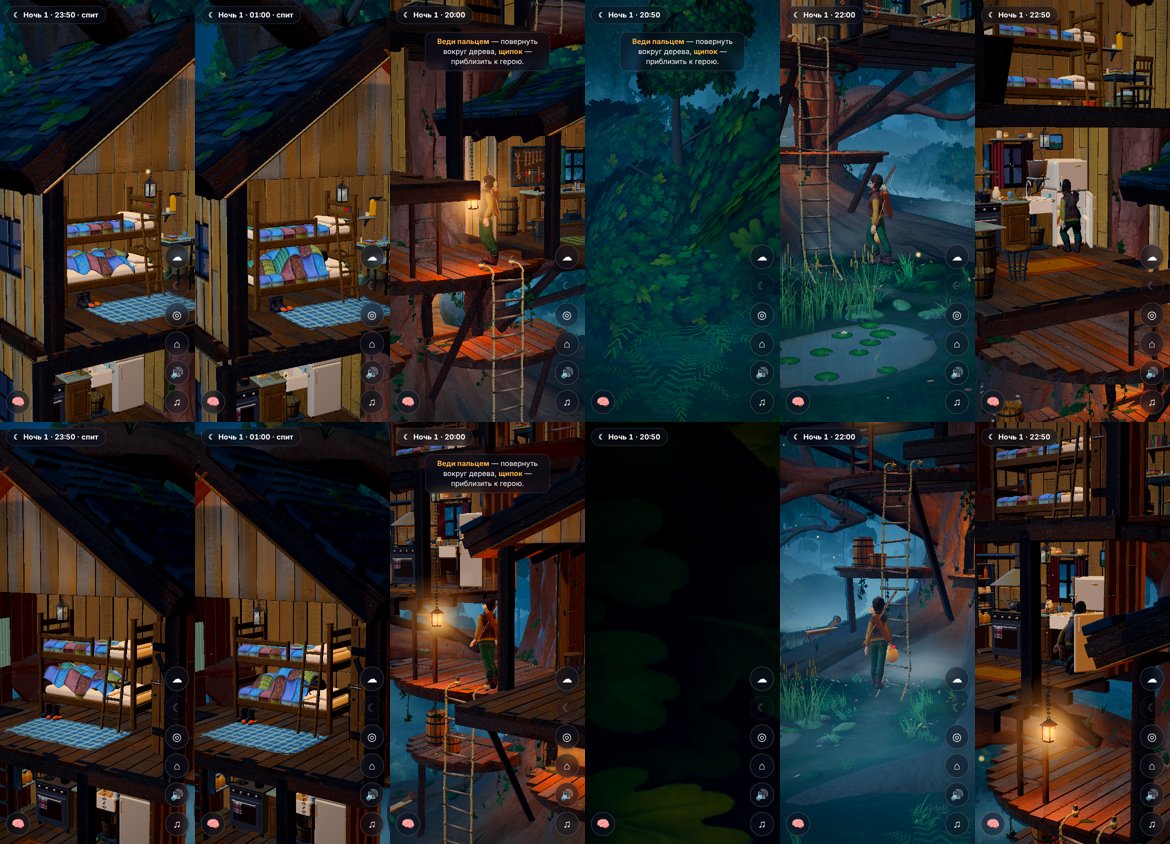 Ночь 1 · 23:50 · спит
Ночь 1 · 01:00 · спит
Ночь 1 · 20:00
Веди пальцем — повернуть
вокруг дерева, щипок —
приблизить к герою.
Ночь 1 · 20:50
Веди пальцем — повернуть
вокруг дерева, щипок —
приблизить к герою.
Ночь 1 · 22:00
Ночь 1 · 22:50
Ночь 1 · 23:50 · спит
Ночь 1 · 01:00 · спит
Ночь 1 · 20:00
Веди пальцем — повернуть
вокруг дерева, щипок —
приблизить к герою.
Ночь 1 · 20:50
Ночь 1 · 22:00
Ночь 1 · 22:50